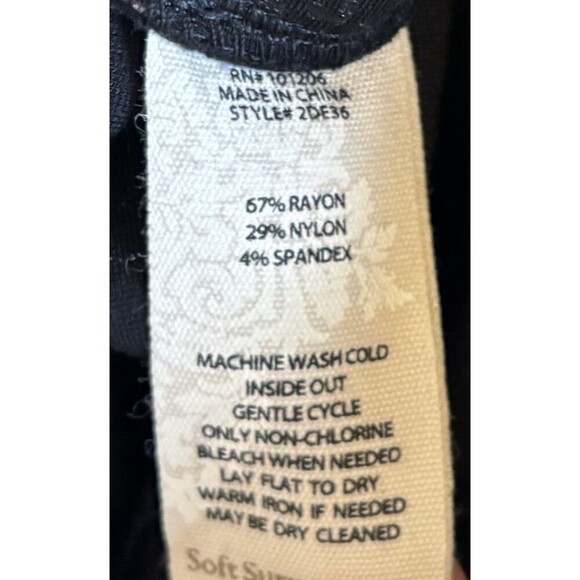 RN# 101206
MADE IN CHINA
STYLE# 2DE36
67% RAYON
29% NYLON
4% SPANDEX
MACHINE WASH COLD
INSIDE OUT
GENTLE CYCLE
ONLY NON-CHLORINE
BLEACH WHEN NEEDED
LAY FLAT TO DRY
WARM IRON IF NEEDED
MAY BE DRY CLEANED
Soft